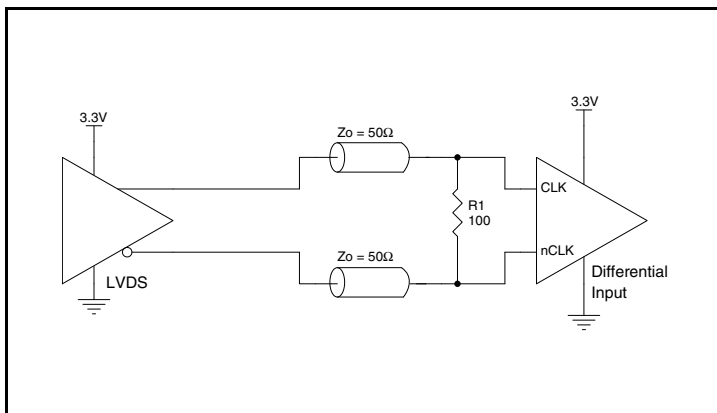 3.3V
3.3V
Zo = 50Ω
CLK
R1
100
Zo = 50Ω
nCLK
LVDS
Differential
Input